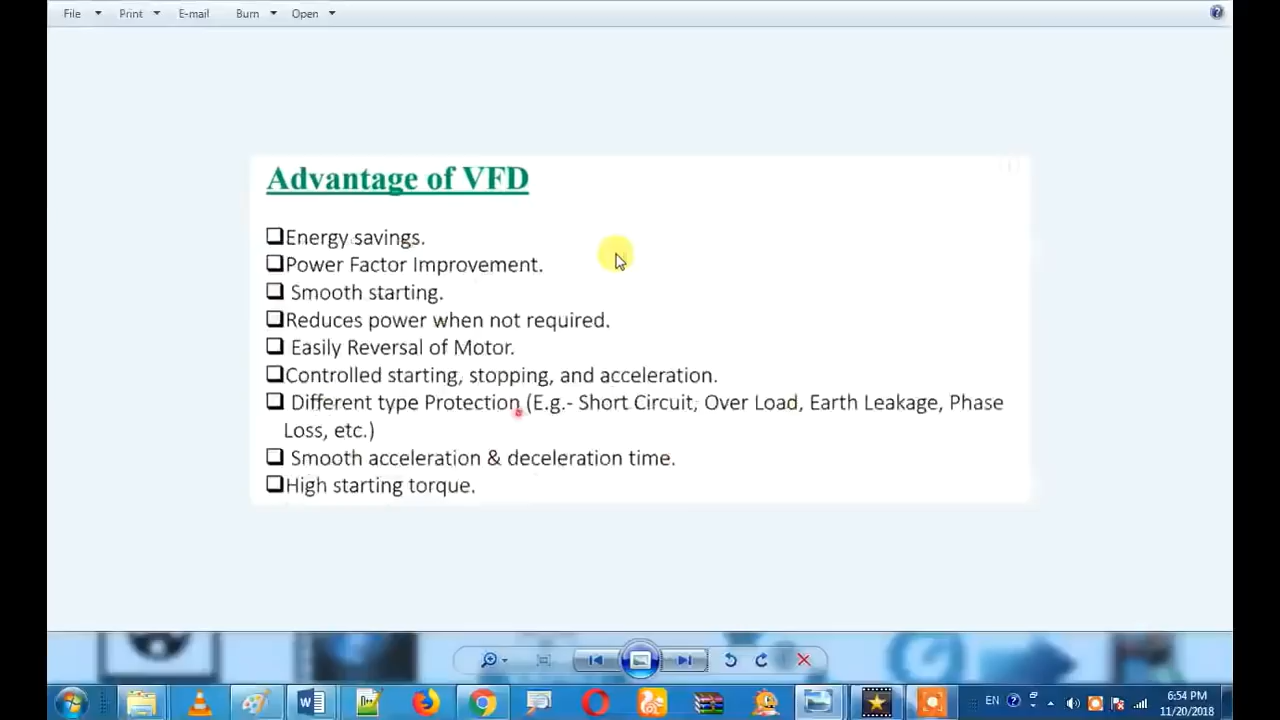 File Print E-mail Burn Open
Advantage of VFD
Energy savings.
Power Factor Improvement.
Smooth starting.
Reduces power when not required.
Easily Reversal of Motor.
Controlled starting, stopping, and acceleration.
Different type Protection (E.g.- Short Circuit, Over Load, Earth Leakage, Phase
Loss, etc.)
Smooth acceleration & deceleration time.
High starting torque.
EN 6:54 PM
11/20/2018